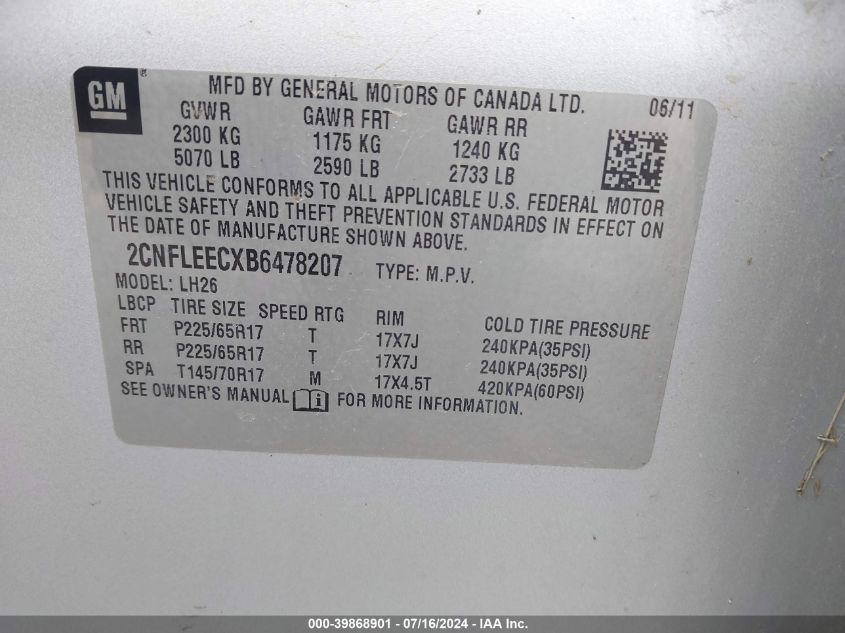 GM ®
MFD BY GENERAL MOTORS OF CANADA LTD. 06/11
GVWR GAWR FRT GAWR RR
2300 KG 1175 KG 1240 KG
5070 LB 2590 LB 2733 LB
THIS VEHICLE CONFORMS TO ALL APPLICABLE U.S. FEDERAL MOTOR
VEHICLE SAFETY AND THEFT PREVENTION STANDARDS IN EFFECT ON
THE DATE OF MANUFACTURE SHOWN ABOVE.
2CNFLEECXB6478207 TYPE: M.P.V.
MODEL: LH26
LBCP TIRE SIZE SPEED RTG RIM COLD TIRE PRESSURE
FRT P225/65R17 T 17X7J 240KPA(35PSI)
RR P225/65R17 T 17X7J 240KPA(35PSI)
SPA T145/70R17 M 17X4.5T 420KPA(60PSI)
SEE OWNER'S MANUAL i FOR MORE INFORMATION.
000-39868901 - 07/16/2024 - IAA Inc.